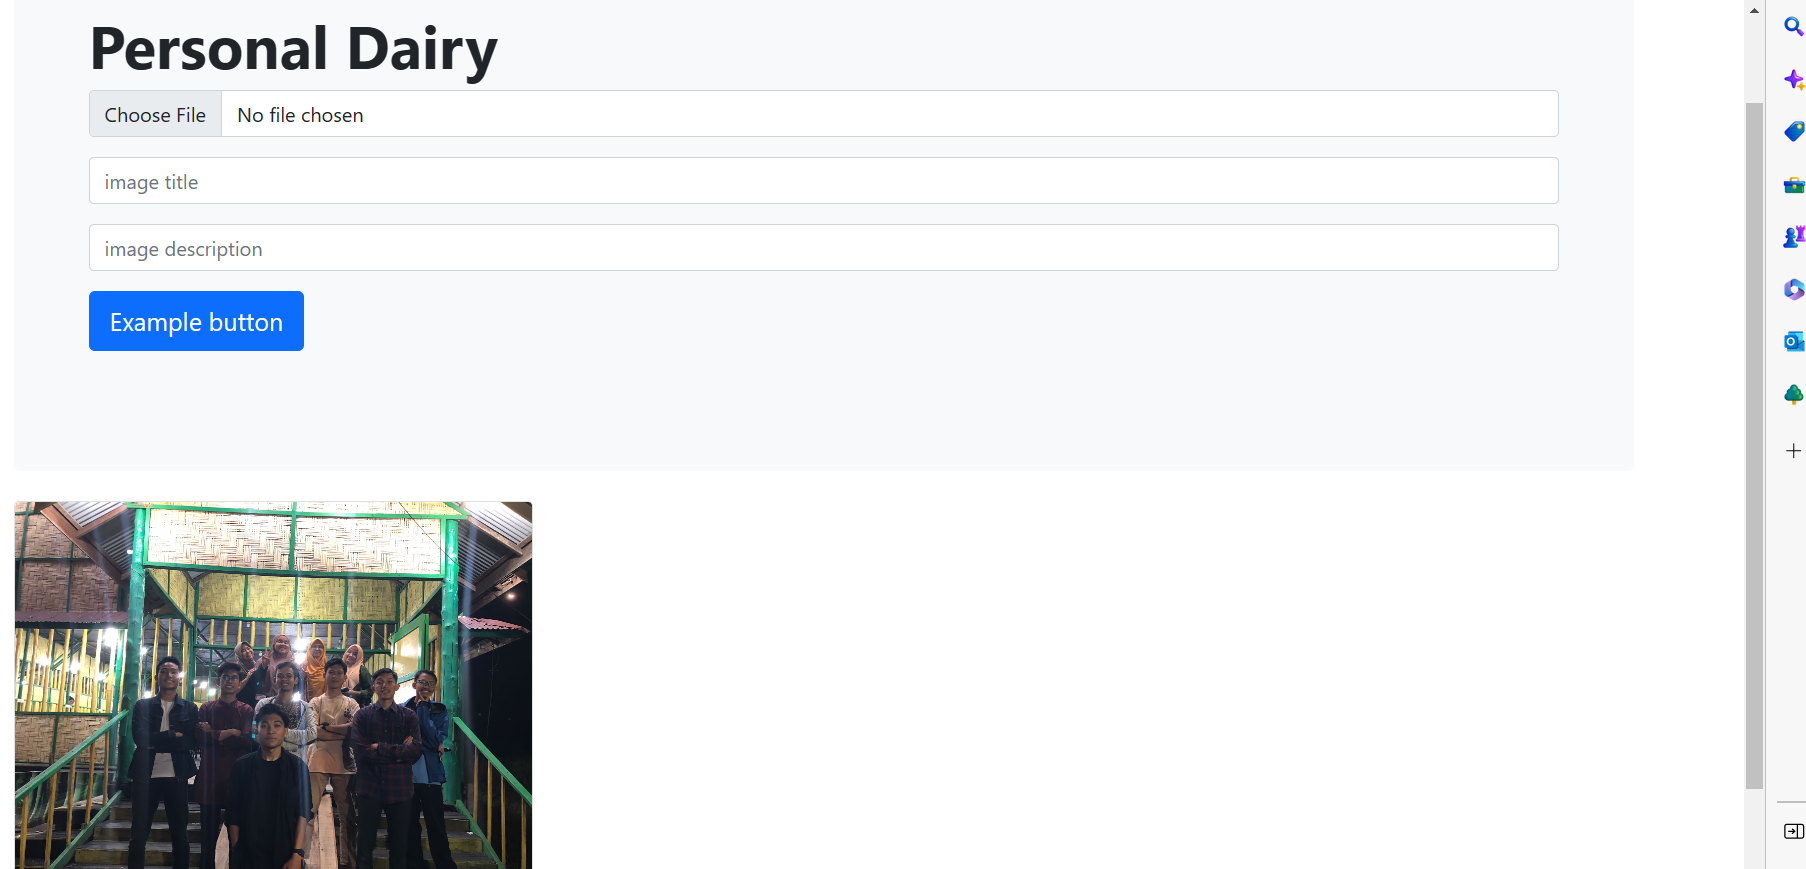 Personal Dairy
Choose File No file chosen
image title
image description
Example button